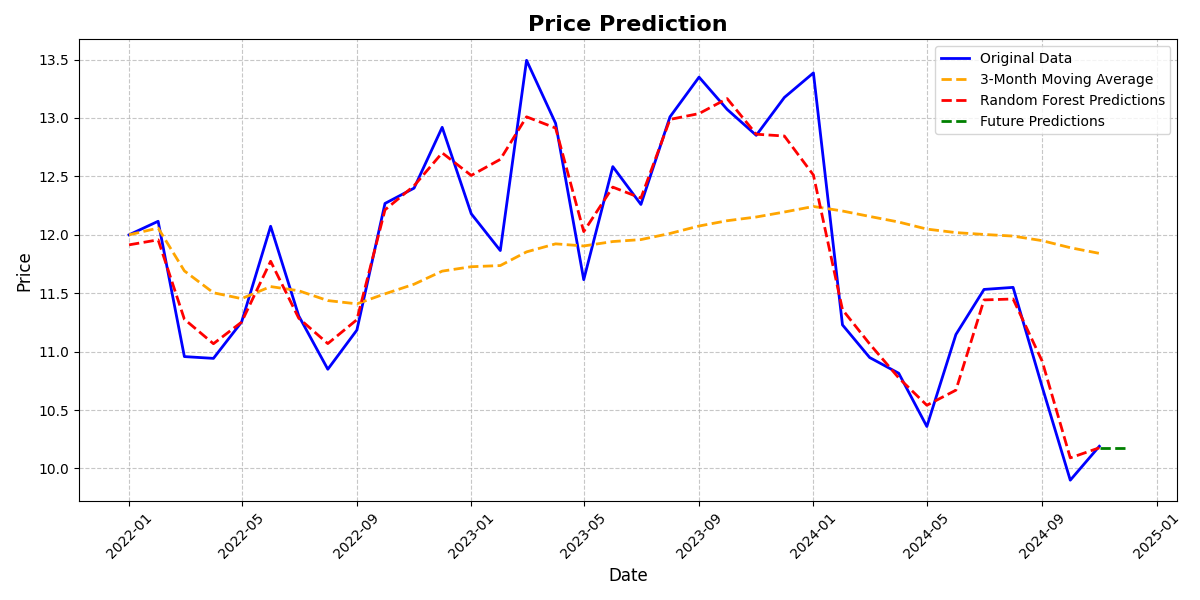 Price Prediction
Original Data
3-Month Moving Average
Random Forest Predictions
Future Predictions
Price
13.5
13.0
12.5
12.0
11.5
11.0
10.5
10.0
2022-01
2022-05
2022-09
2023-01
2023-05
2023-09
2024-01
2024-05
2024-09
2025-01
Date